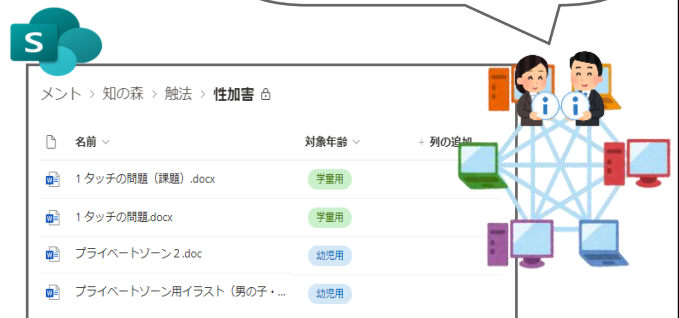 S
メント > 知の森 > 触法 > 性加害
名前 対象年齢 + 列の追加
1タッチの問題(課題).docx 学童用
1タッチの問題.docx 学童用
プライベートゾーン2.doc 幼児用
プライベートゾーン用イラスト(男の子・... 幼児用
i i